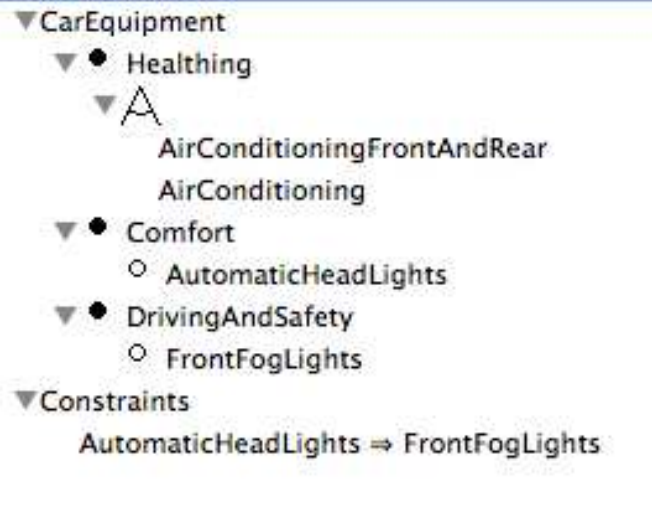 CarEquipment
Healthing
AirConditioningFrontAndRear
AirConditioning
Comfort
AutomaticHeadLights
DrivingAndSafety
FrontFogLights
Constraints
AutomaticHeadLights ⇒ FrontFogLights